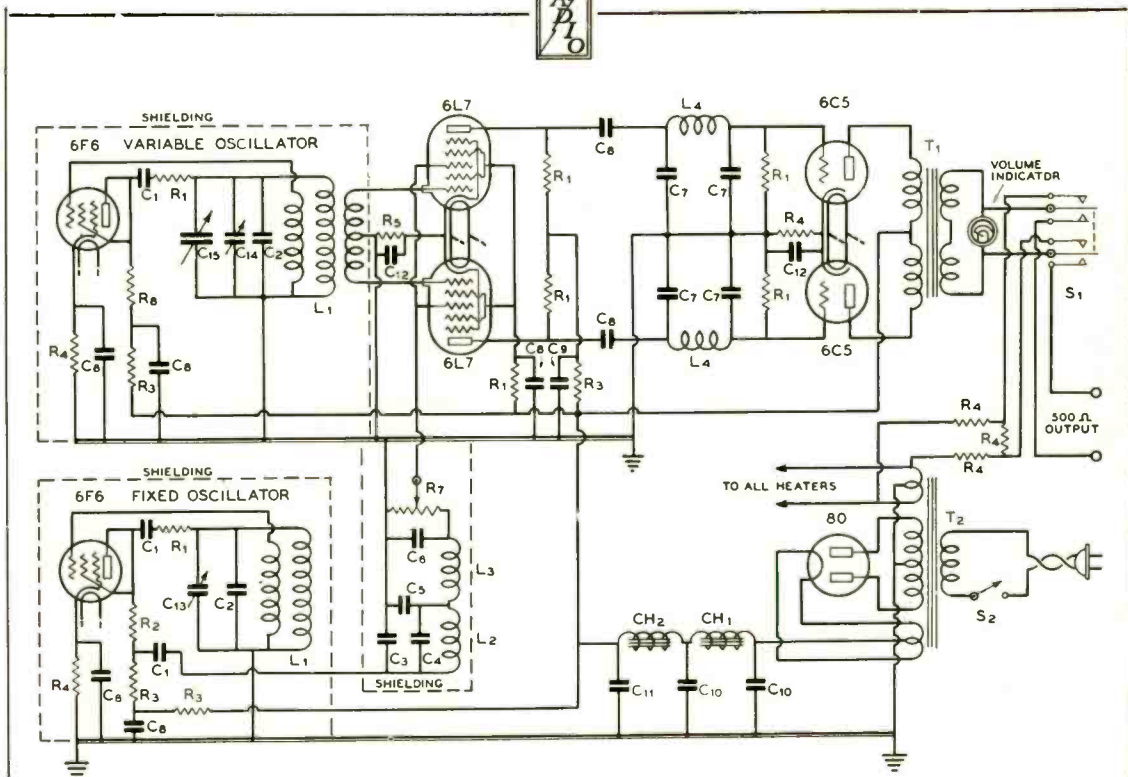 RADIO
SHIELDING
6F6 VARIABLE OSCILLATOR
C1
R1
C15
C14
C2
L1
R8
R4
C8
R3
C8
6L7
R5
C12
6L7
R1
R1
R1
C8
C9
R3
C8
C8
L4
C7
C7
C7
C7
L4
R1
R4
C12
R1
6C5
6C5
T1
VOLUME
INDICATOR
S1
500Ω
OUTPUT
R4
R4
R4
TO ALL HEATERS
80
T2
S2
SHIELDING
6F6 FIXED OSCILLATOR
C1
R1
C13
C2
L1
R2
C1
R4
C8
R3
R3
C8
R7
C6
L3
C5
L2
C3
C4
SHIELDING
CH2
CH1
C11
C10
C10